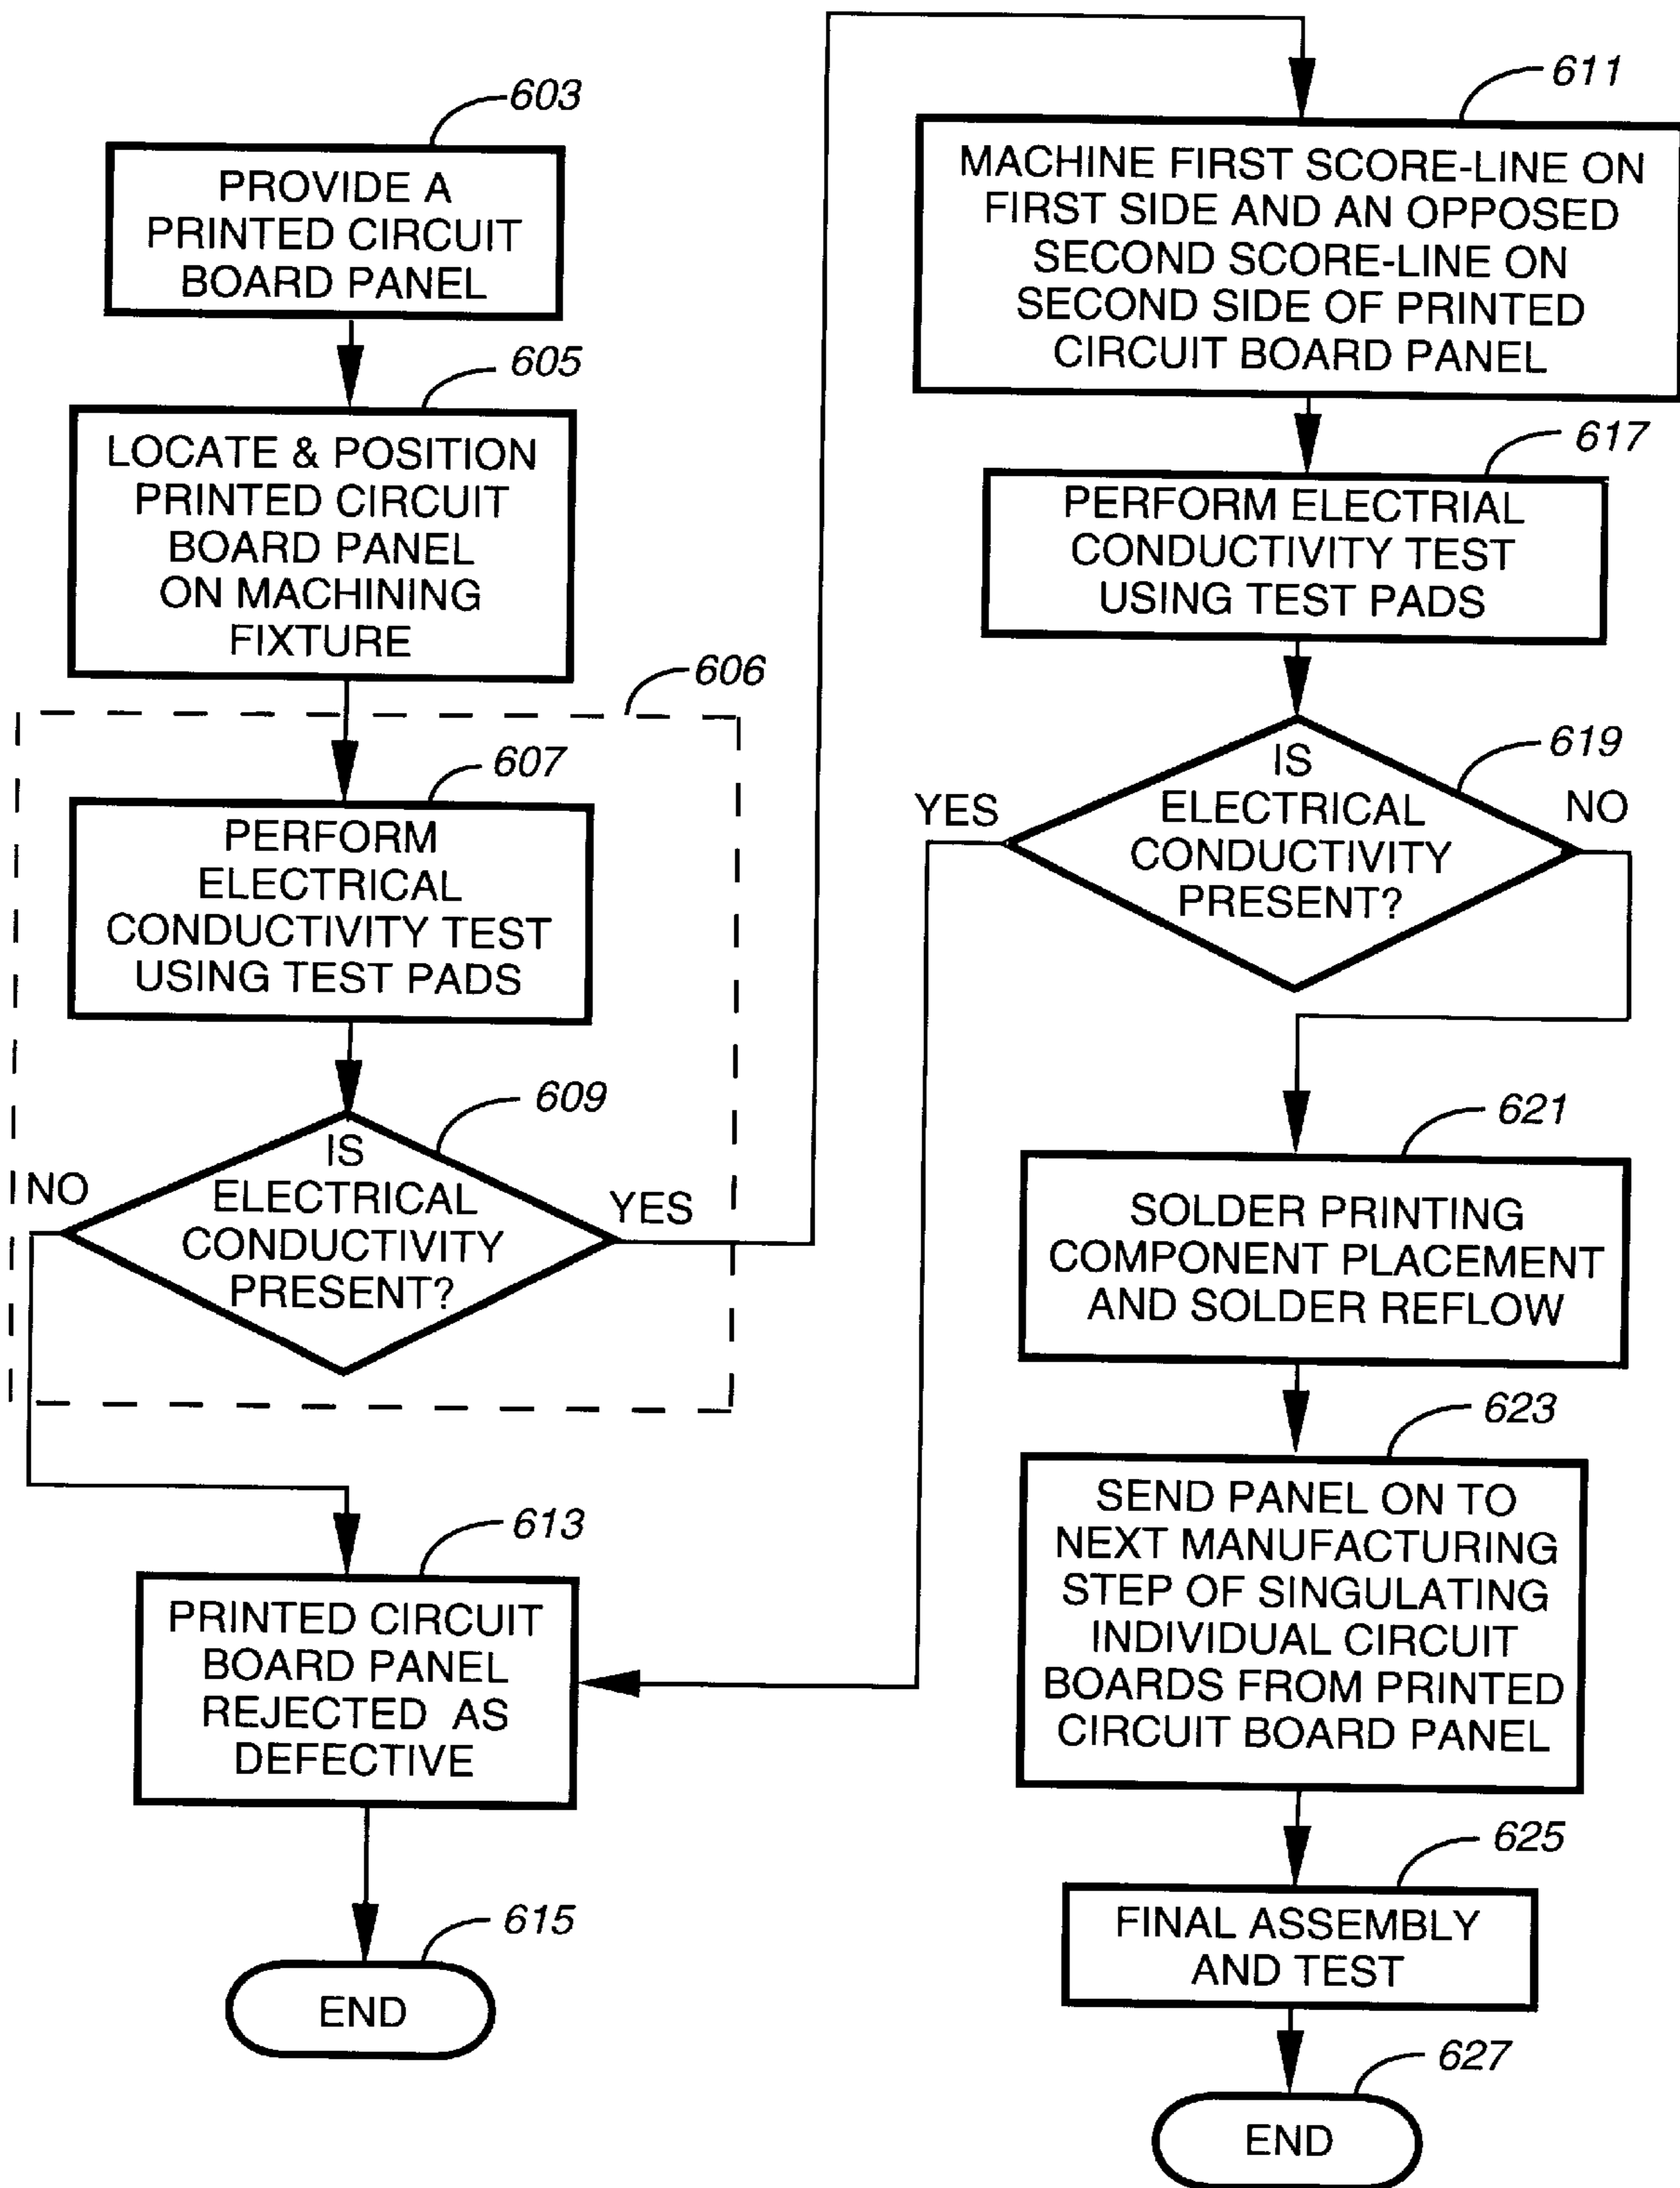 603
PROVIDE A
PRINTED CIRCUIT
BOARD PANEL
605
LOCATE & POSITION
PRINTED CIRCUIT
BOARD PANEL
ON MACHINING
FIXTURE
606
607
PERFORM
ELECTRICAL
CONDUCTIVITY TEST
USING TEST PADS
609
IS
ELECTRICAL
CONDUCTIVITY
PRESENT?
NO
YES
613
PRINTED CIRCUIT
BOARD PANEL
REJECTED AS
DEFECTIVE
615
END
611
MACHINE FIRST SCORE-LINE ON
FIRST SIDE AND AN OPPOSED
SECOND SCORE-LINE ON
SECOND SIDE OF PRINTED
CIRCUIT BOARD PANEL
617
PERFORM ELECTRIAL
CONDUCTIVITY TEST
USING TEST PADS
619
IS
ELECTRICAL
CONDUCTIVITY
PRESENT?
YES
NO
621
SOLDER PRINTING
COMPONENT PLACEMENT
AND SOLDER REFLOW
623
SEND PANEL ON TO
NEXT MANUFACTURING
STEP OF SINGULATING
INDIVIDUAL CIRCUIT
BOARDS FROM PRINTED
CIRCUIT BOARD PANEL
625
FINAL ASSEMBLY
AND TEST
627
END